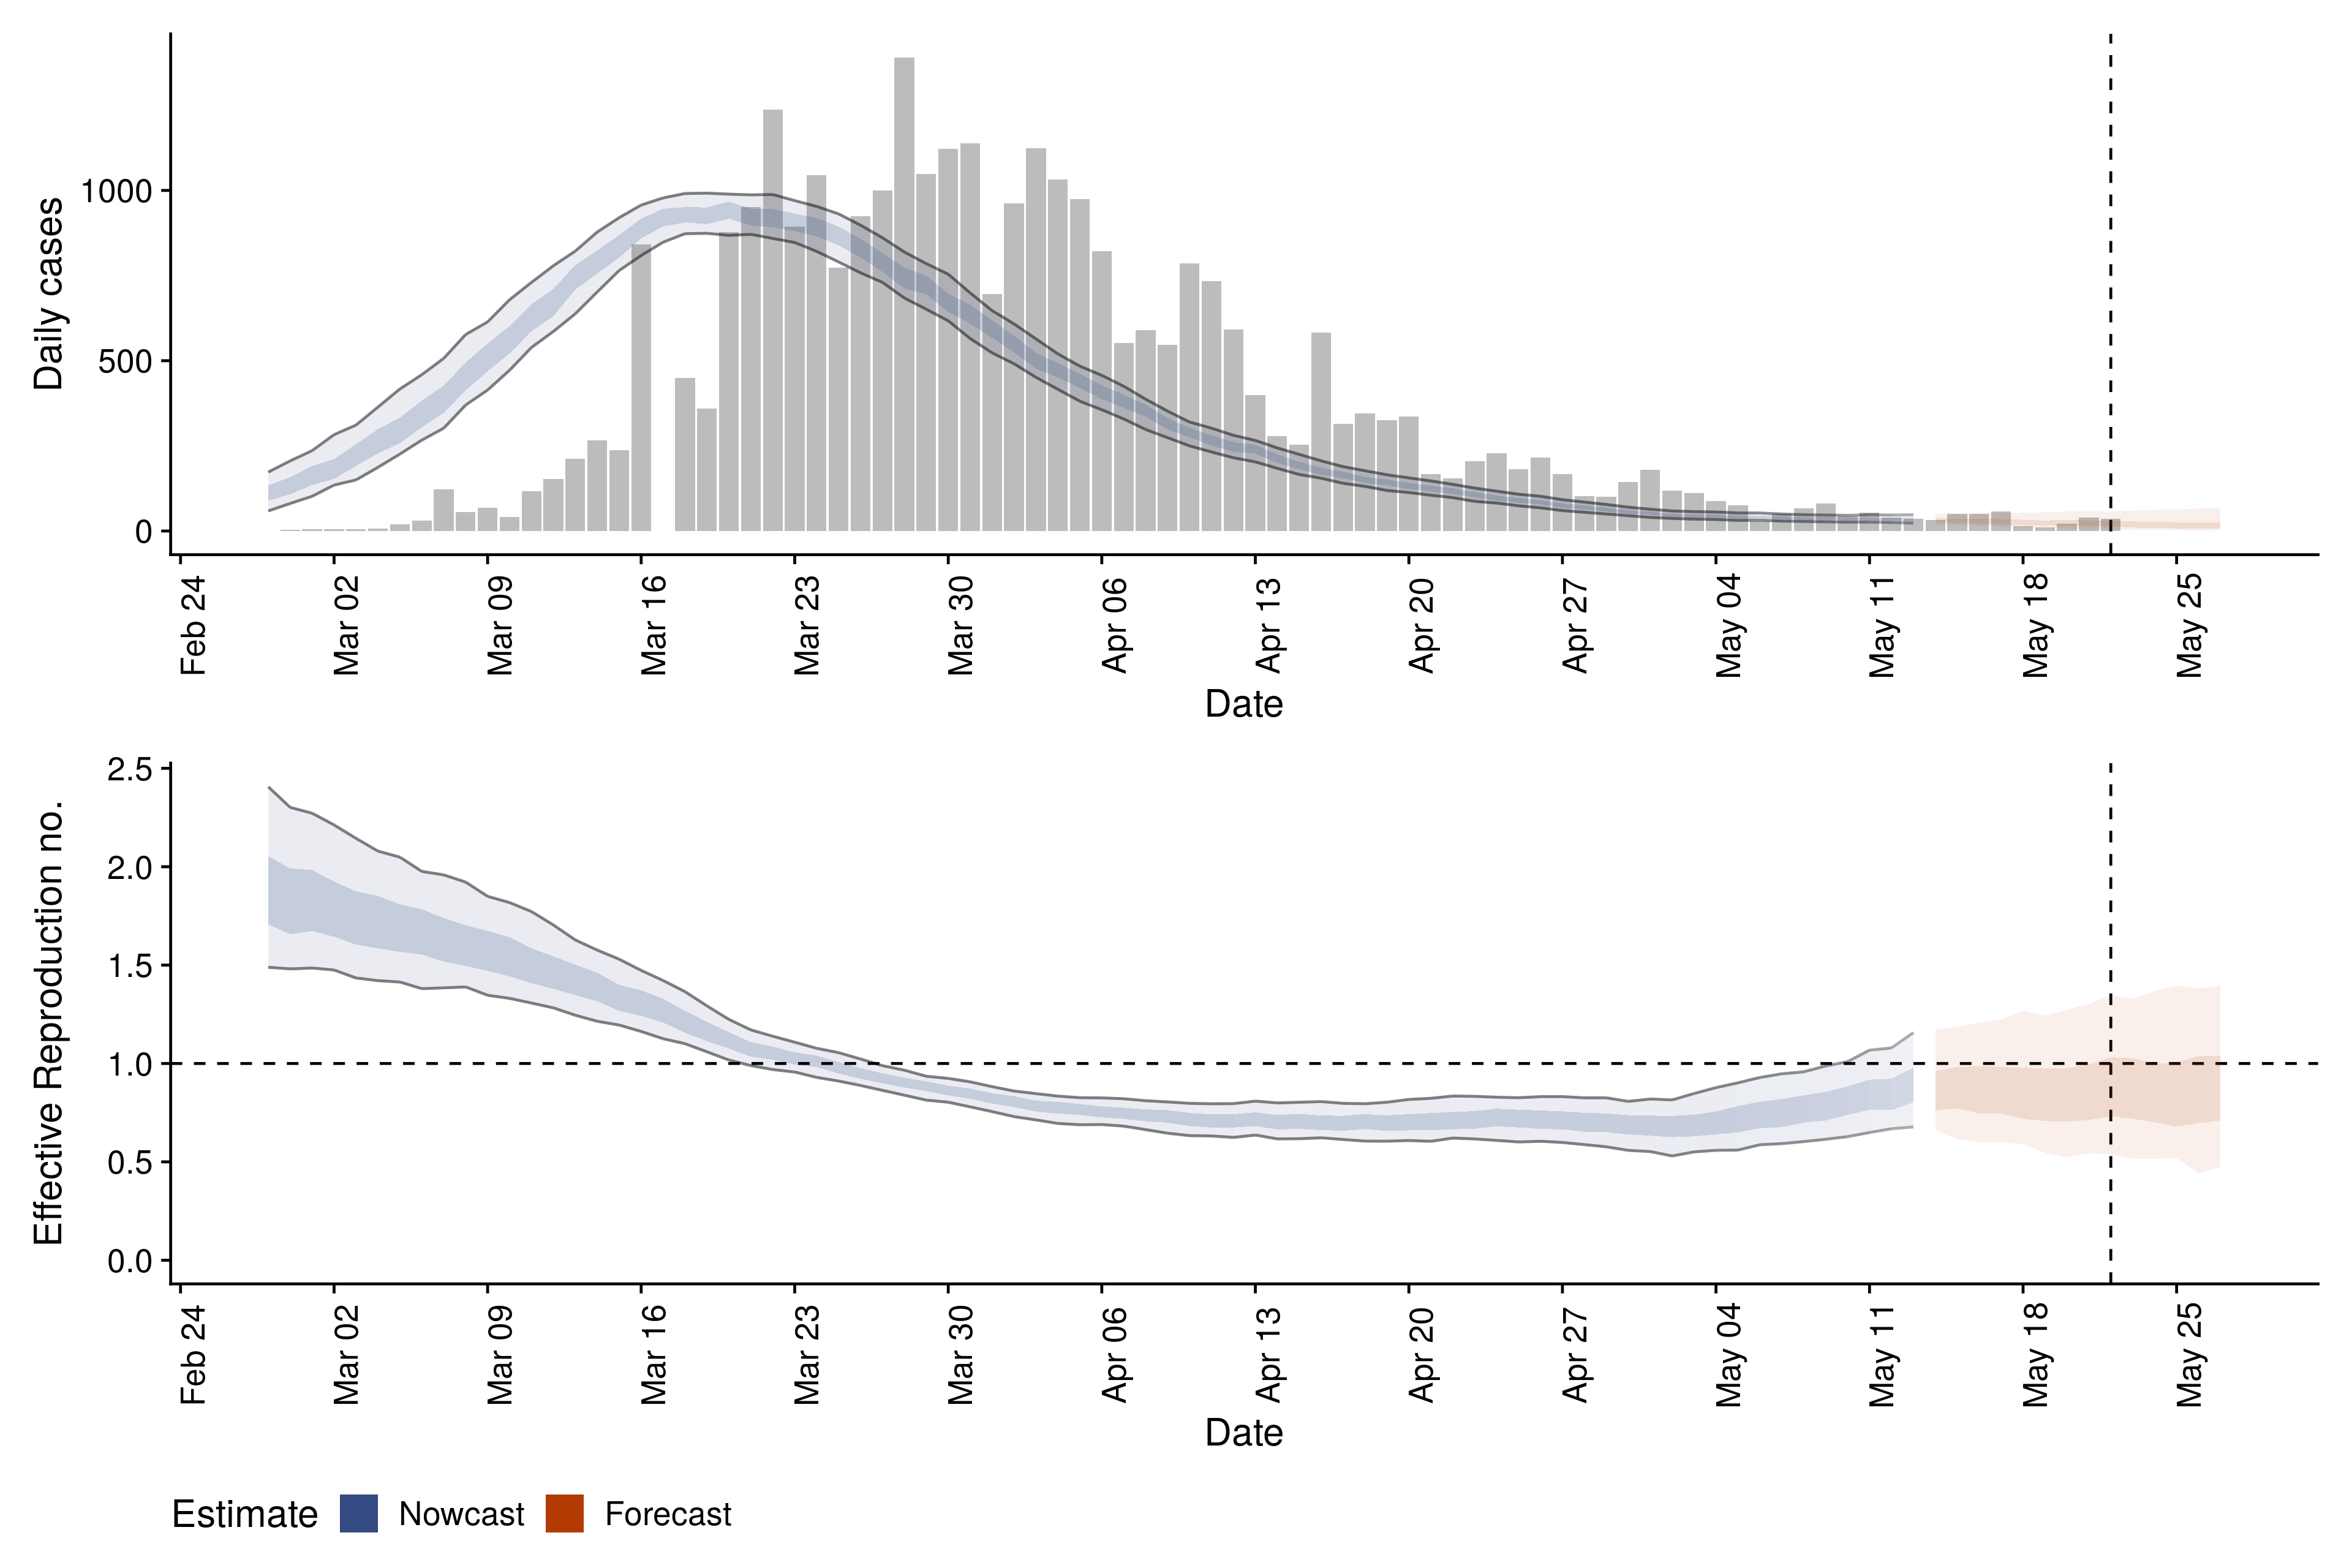 Daily cases
1000
500
0
Feb 24
Mar 02
Mar 09
Mar 16
Mar 23
Mar 30
Apr 06
Apr 13
Apr 20
Apr 27
May 04
May 11
May 18
May 25
Date
Effective Reproduction no.
2.5
2.0
1.5
1.0
0.5
0.0
Feb 24
Mar 02
Mar 09
Mar 16
Mar 23
Mar 30
Apr 06
Apr 13
Apr 20
Apr 27
May 04
May 11
May 18
May 25
Date
Estimate Nowcast Forecast